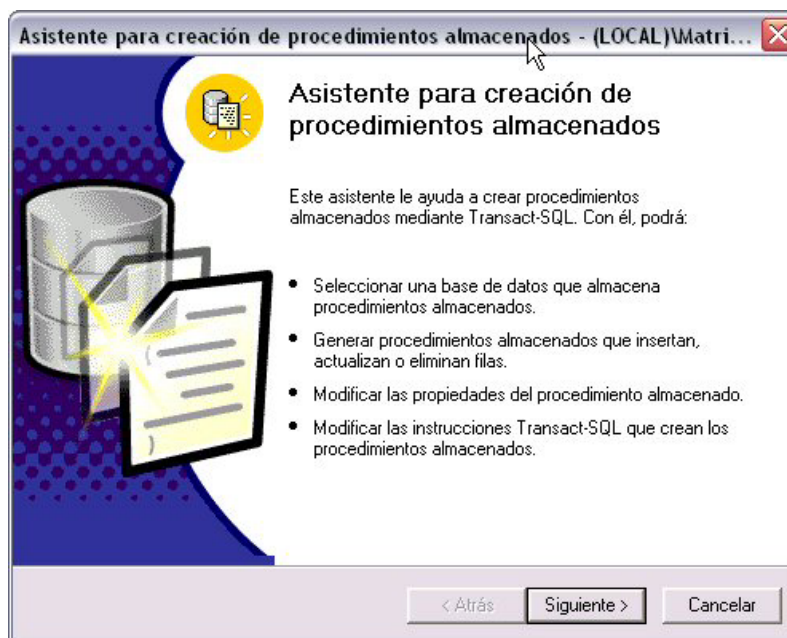 Asistente para creación de procedimientos almacenados - (LOCAL)\Matri...
Asistente para creación de
procedimientos almacenados
Este asistente le ayuda a crear procedimientos
almacenados mediante Transact-SQL. Con él, podrá:
• Seleccionar una base de datos que almacena
procedimientos almacenados.
• Generar procedimientos almacenados que insertan,
actualizan o eliminan filas.
• Modificar las propiedades del procedimiento almacenado.
• Modificar las instrucciones Transact-SQL que crean los
procedimientos almacenados.
< Atrás Siguiente > Cancelar